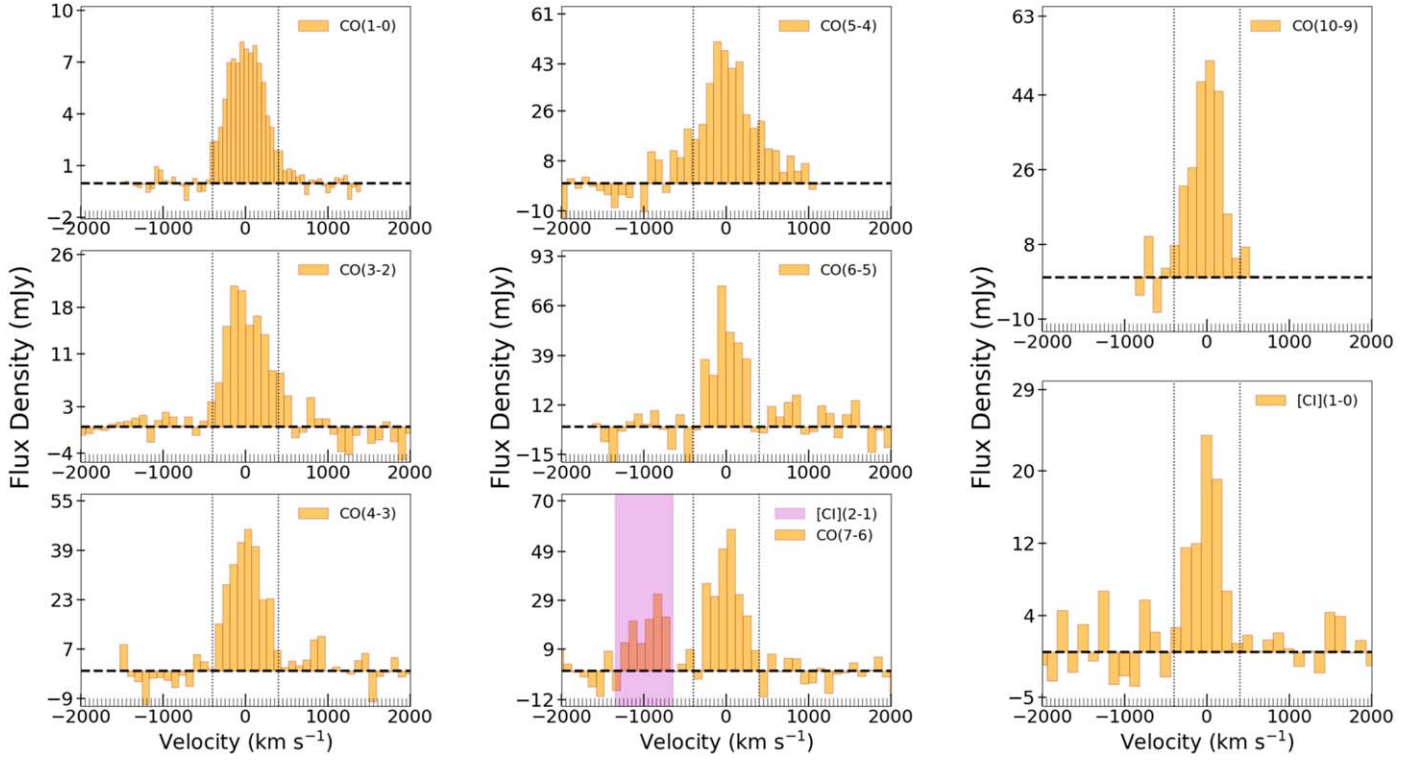 CO(1-0)
10
7
4
1
−2
−2000 −1000 0 1000 2000
CO(3-2)
26
18
11
3
−4
−2000 −1000 0 1000 2000
CO(4-3)
55
39
23
7
−9
−2000 −1000 0 1000 2000
Flux Density (mJy)
Velocity (km s⁻¹)
CO(5-4)
61
43
26
8
−10
−2000 −1000 0 1000 2000
CO(6-5)
93
66
39
12
−15
−2000 −1000 0 1000 2000
[CI](2-1)
CO(7-6)
70
49
29
9
−12
−2000 −1000 0 1000 2000
Flux Density (mJy)
Velocity (km s⁻¹)
CO(10-9)
63
44
26
8
−10
−2000 −1000 0 1000 2000
[CI](1-0)
29
20
12
4
−5
−2000 −1000 0 1000 2000
Flux Density (mJy)
Velocity (km s⁻¹)